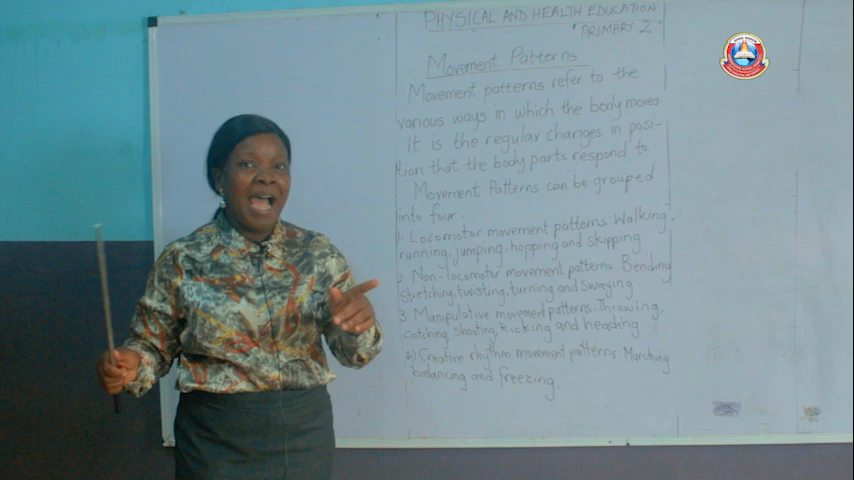 PHYSICAL AND HEALTH EDUCATION
"PRIMARY 2"
Movement Patterns
Movement patterns refer to the
various ways in which the body moves
It is the regular changes in posi-
tion that the body parts respond to
Movement Patterns can be grouped
into four.
1. Locomotor movement patterns: Walking,
running, jumping, hopping and skipping
2. Non-locomotor movement patterns: Bending
stretching, twisting, turning and swaying
3. Manipulative movement patterns: Throwing,
catching, shooting, kicking and heading
4) Creative rhythm movement patterns: Marching
balancing and freezing.